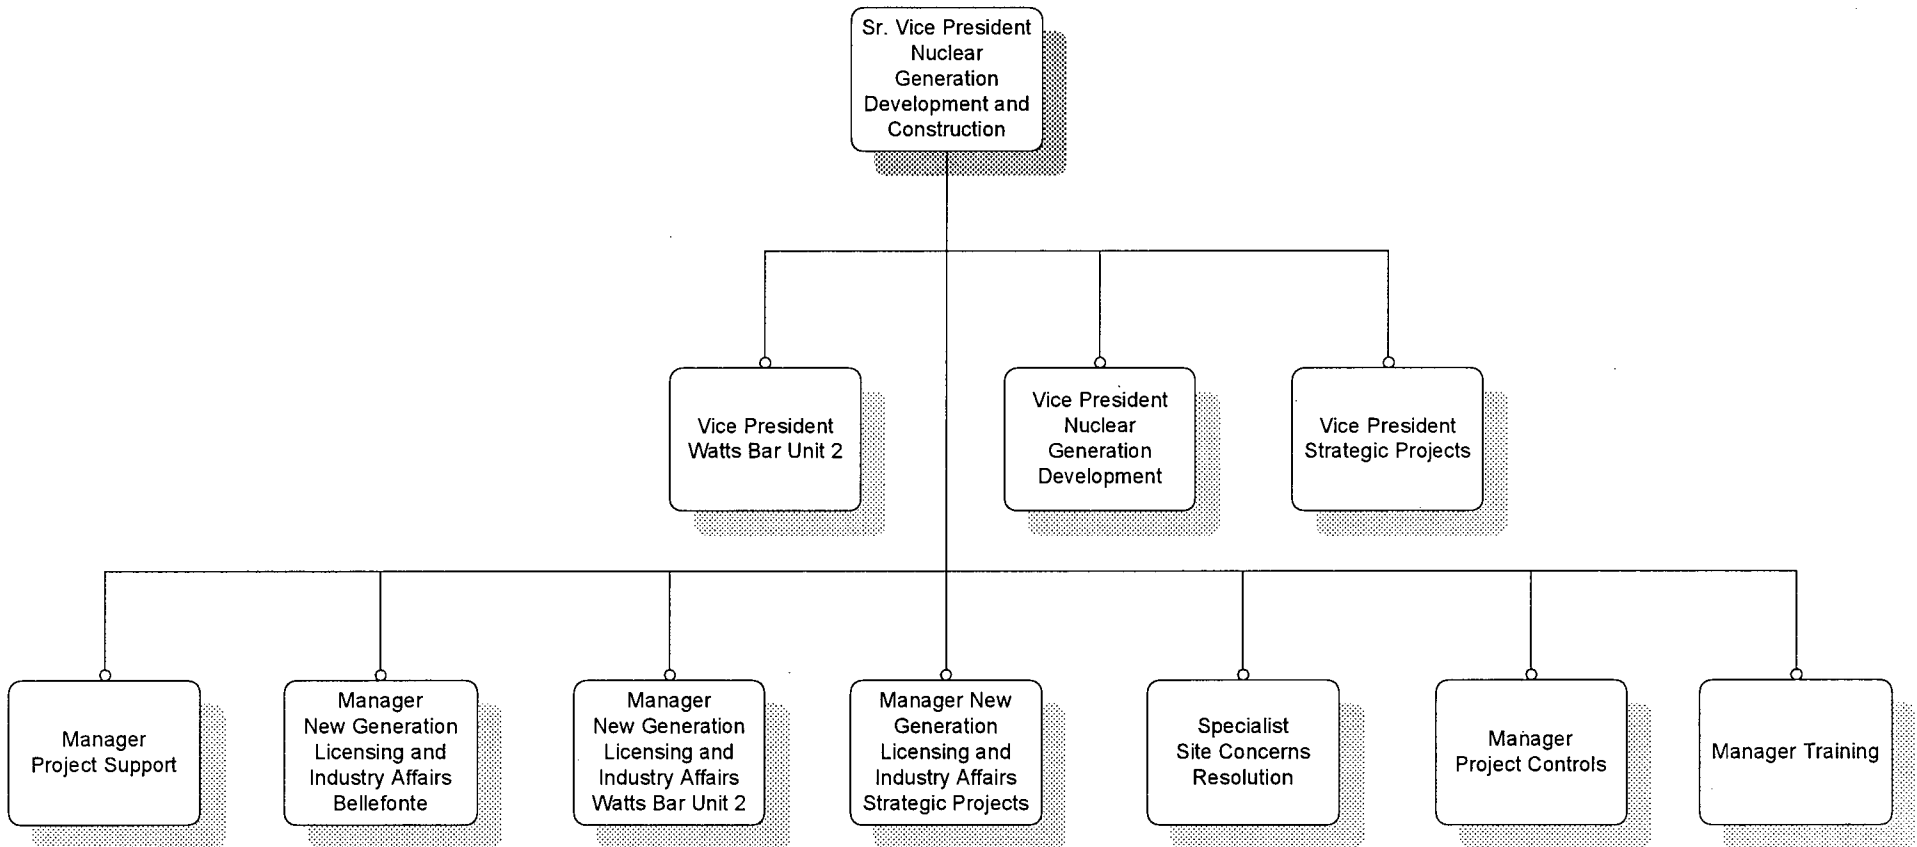 Sr. Vice President
Nuclear
Generation
Development and
Construction
Vice President
Watts Bar Unit 2
Vice President
Nuclear
Generation
Development
Vice President
Strategic Projects
Manager
Project Support
Manager
New Generation
Licensing and
Industry Affairs
Bellefonte
Manager
New Generation
Licensing and
Industry Affairs
Watts Bar Unit 2
Manager New
Generation
Licensing and
Industry Affairs
Strategic Projects
Specialist
Site Concerns
Resolution
Manager
Project Controls
Manager Training